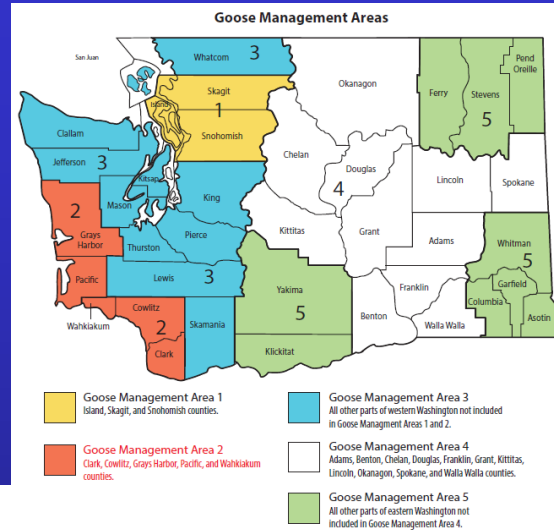 Goose Management Areas
San Juan
Whatcom
3
Okanagon
Ferry
Stevens
Pend
Oreille
5
Skagit
Island
1
Snohomish
Clallam
Jefferson
3
Kitsap
Chelan
Douglas
4
Lincoln
Spokane
2
Mason
King
Grays
Harbor
Thurston
Pierce
Kittitas
Grant
Adams
Whitman
5
Pacific
Lewis
3
Yakima
5
Franklin
Garfield
Columbia
Asotin
Wahkiakum
Cowlitz
2
Clark
Skamania
Benton
Walla Walla
Klickitat
Goose Management Area 1
Island, Skagit, and Snohomish counties.
Goose Management Area 2
Clark, Cowlitz, Grays Harbor, Pacific, and Wahkiakum
counties.
Goose Management Area 3
All other parts of western Washington not included
in Goose Managment Areas 1 and 2.
Goose Management Area 4
Adams, Benton, Chelan, Douglas, Franklin, Grant, Kittitas,
Lincoln, Okanagon, Spokane, and Walla Walla counties.
Goose Management Area 5
All other parts of eastern Washington not
included in Goose Management Area 4.